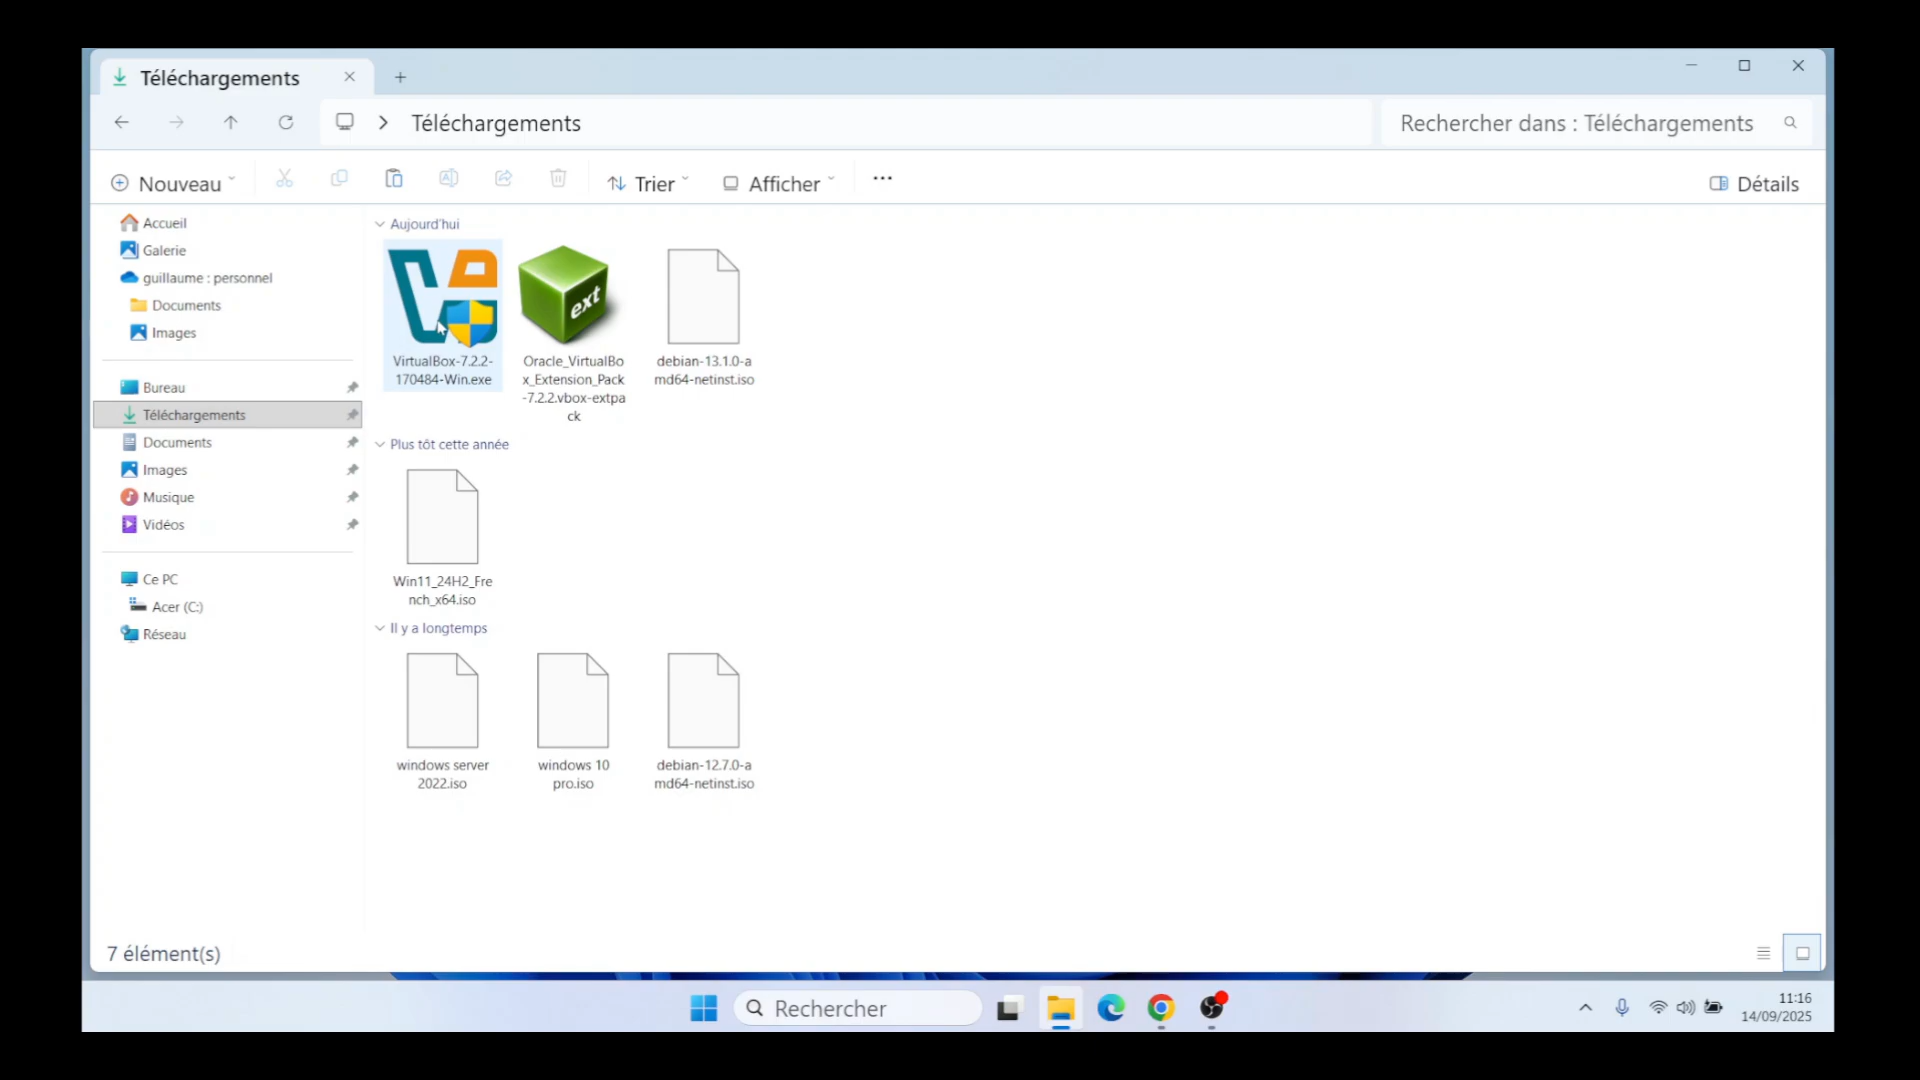 Téléchargements
Téléchargements
Rechercher dans : Téléchargements
Nouveau
Trier
Afficher
Détails
Accueil
Galerie
guillaume : personnel
Documents
Images
Bureau
Téléchargements
Documents
Images
Musique
Vidéos
Ce PC
Acer (C:)
Réseau
Aujourd'hui
VirtualBox-7.2.2-
170484-Win.exe
ext
Oracle_VirtualBo
x_Extension_Pack
-7.2.2.vbox-extpa
ck
debian-13.1.0-a
md64-netinst.iso
Plus tôt cette année
Win11_24H2_Fre
nch_x64.iso
Il y a longtemps
windows server
2022.iso
windows 10
pro.iso
debian-12.7.0-a
md64-netinst.iso
7 élément(s)
Rechercher
11:16
14/09/2025